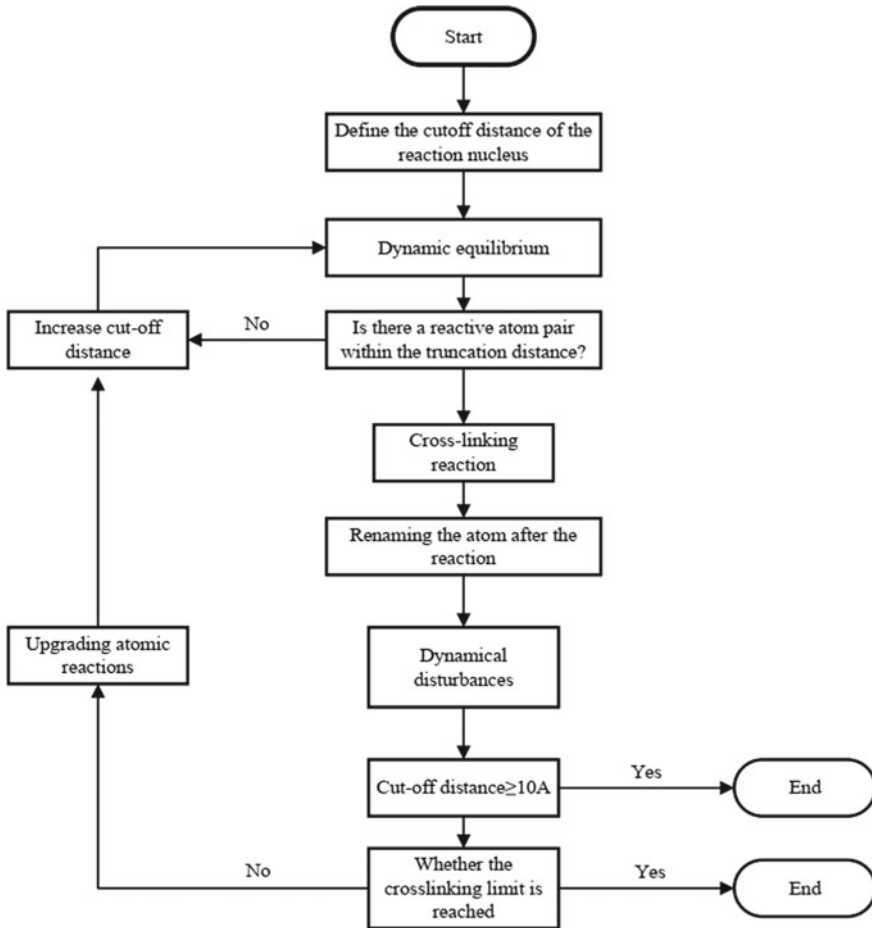 Start
Define the cutoff distance of the
reaction nucleus
Dynamic equilibrium
Increase cut-off
distance
No
Is there a reactive atom pair
within the truncation distance?
Cross-linking
reaction
Renaming the atom after the
reaction
Upgrading atomic
reactions
Dynamical
disturbances
Cut-off distance≥10A
Yes
End
No
Whether the
crosslinking limit is
reached
Yes
End